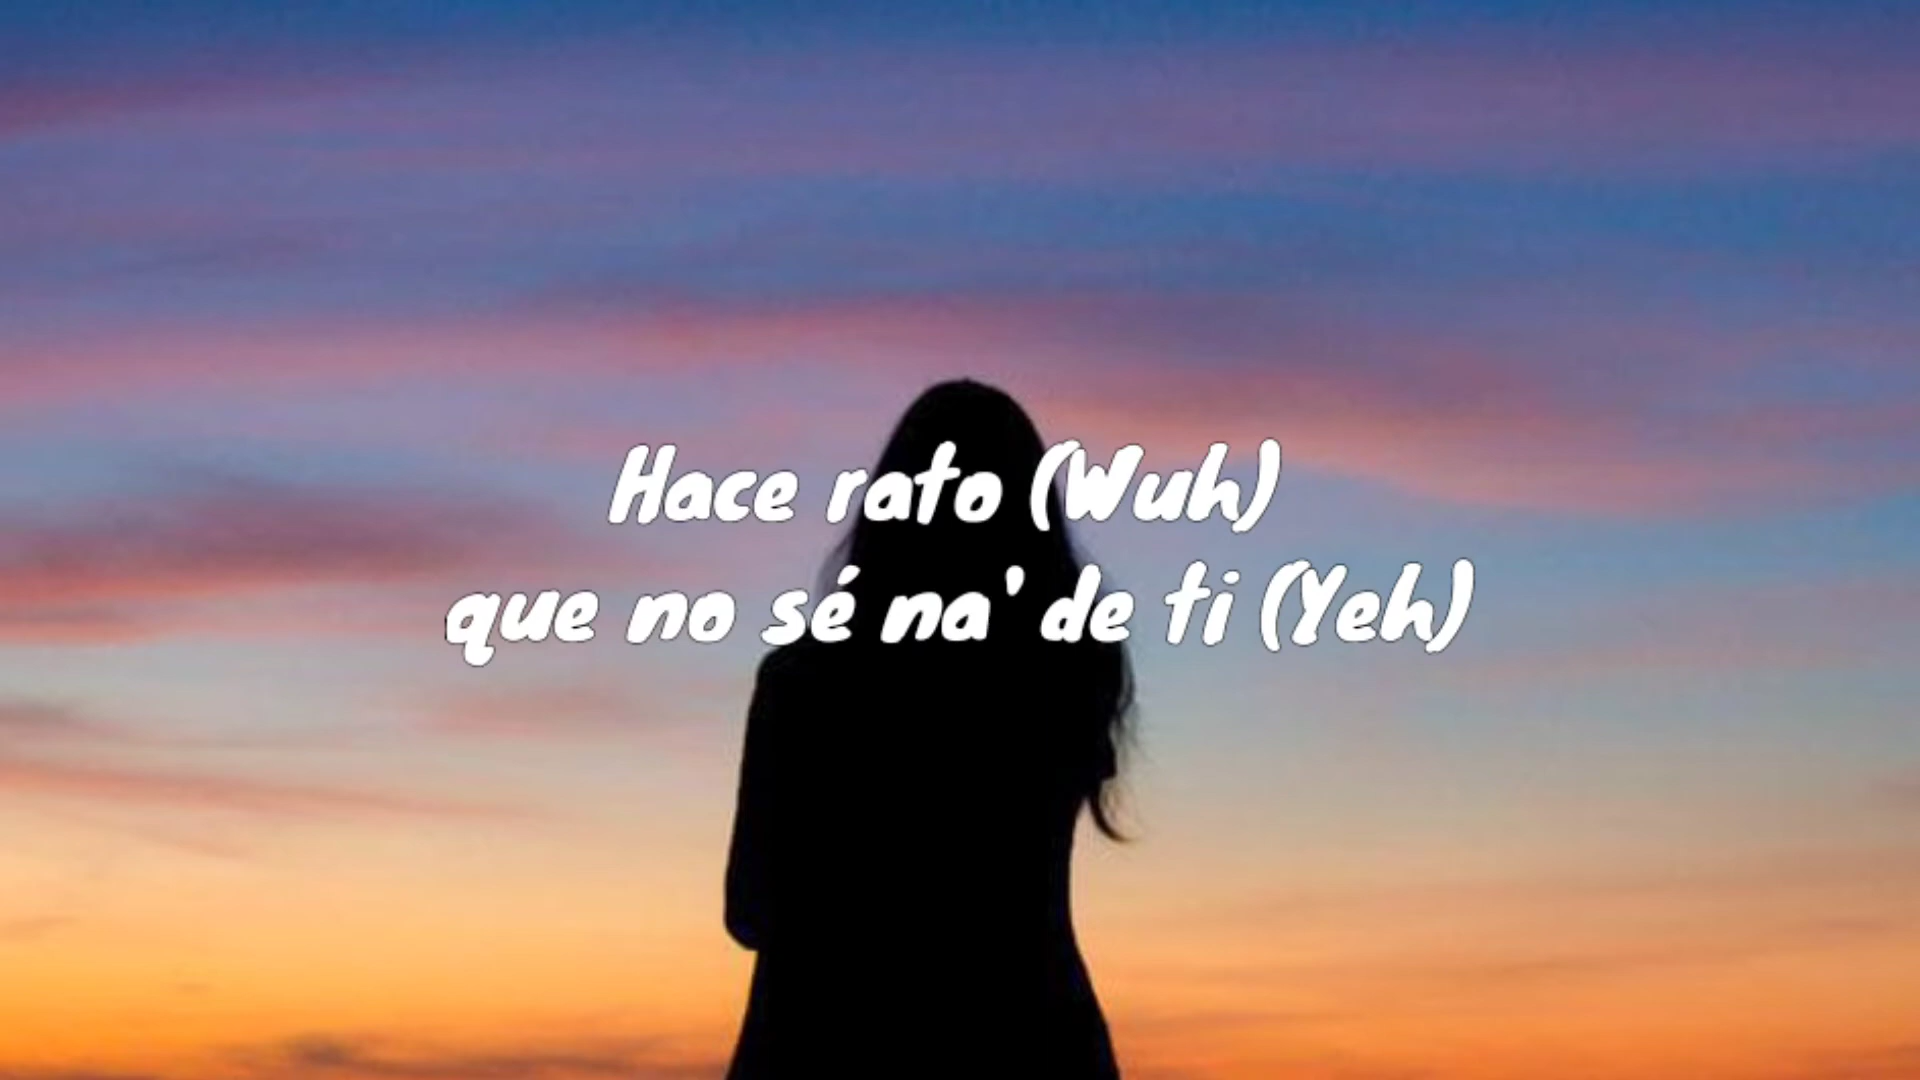 Hace rato (Wuh)
que no sé na' de ti (Yeh)